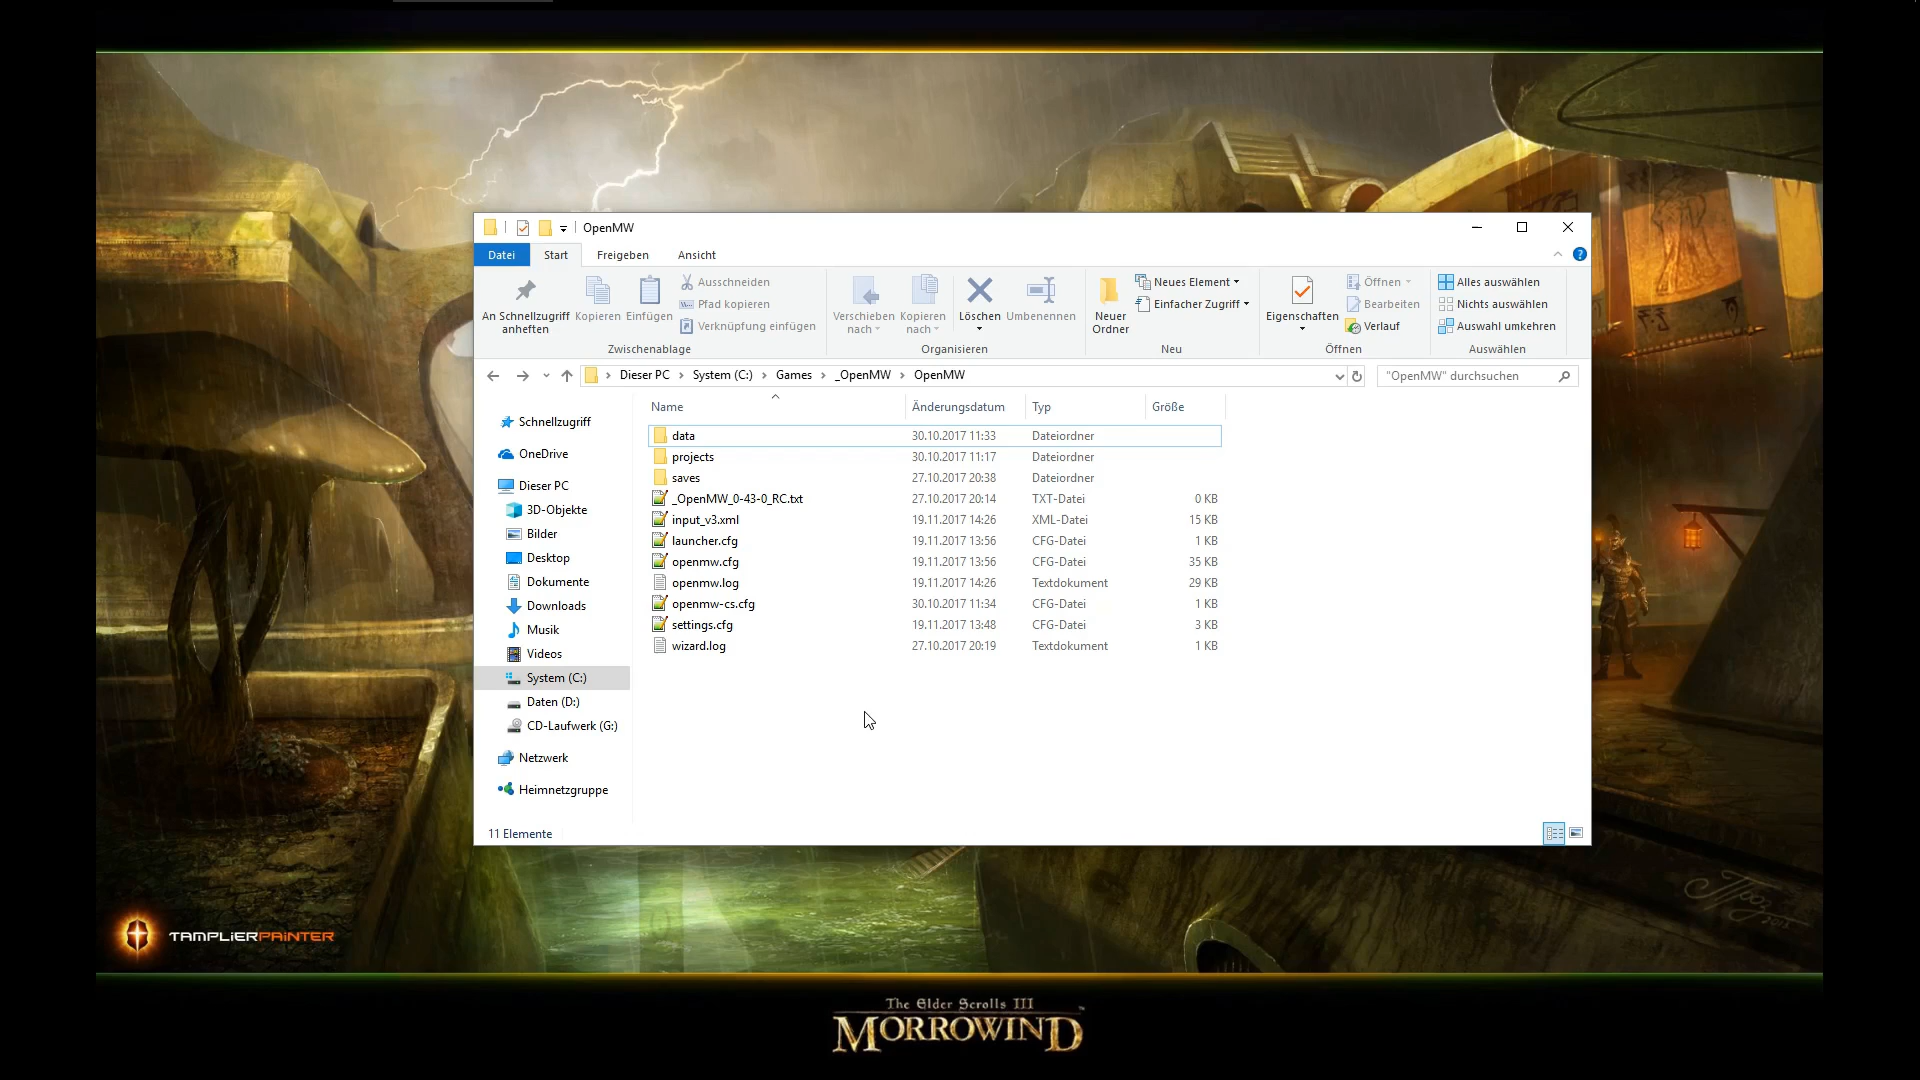 OpenMW
Datei Start Freigeben Ansicht
An Schnellzugriff anheften
Kopieren
Einfügen
Ausschneiden
Pfad kopieren
Verknüpfung einfügen
Zwischenablage
Verschieben nach
Kopieren nach
Löschen
Umbenennen
Organisieren
Neuer Ordner
Neues Element
Einfacher Zugriff
Neu
Eigenschaften
Öffnen
Bearbeiten
Verlauf
Öffnen
Alles auswählen
Nichts auswählen
Auswahl umkehren
Auswählen
Dieser PC > System (C:) > Games > _OpenMW > OpenMW
"OpenMW" durchsuchen
Schnellzugriff
OneDrive
Dieser PC
3D-Objekte
Bilder
Desktop
Dokumente
Downloads
Musik
Videos
System (C:)
Daten (D:)
CD-Laufwerk (G:)
Netzwerk
Heimnetzgruppe
Name Änderungsdatum Typ Größe
data 30.10.2017 11:33 Dateiordner
projects 30.10.2017 11:17 Dateiordner
saves 27.10.2017 20:38 Dateiordner
_OpenMW_0-43-0_RC.txt 27.10.2017 20:14 TXT-Datei 0 KB
input_v3.xml 19.11.2017 14:26 XML-Datei 15 KB
launcher.cfg 19.11.2017 13:56 CFG-Datei 1 KB
openmw.cfg 19.11.2017 13:56 CFG-Datei 35 KB
openmw.log 19.11.2017 14:26 Textdokument 29 KB
openmw-cs.cfg 30.10.2017 11:34 CFG-Datei 1 KB
settings.cfg 19.11.2017 13:48 CFG-Datei 3 KB
wizard.log 27.10.2017 20:19 Textdokument 1 KB
11 Elemente
TAMPLIERPAINTER
The Elder Scrolls III
MORROWIND